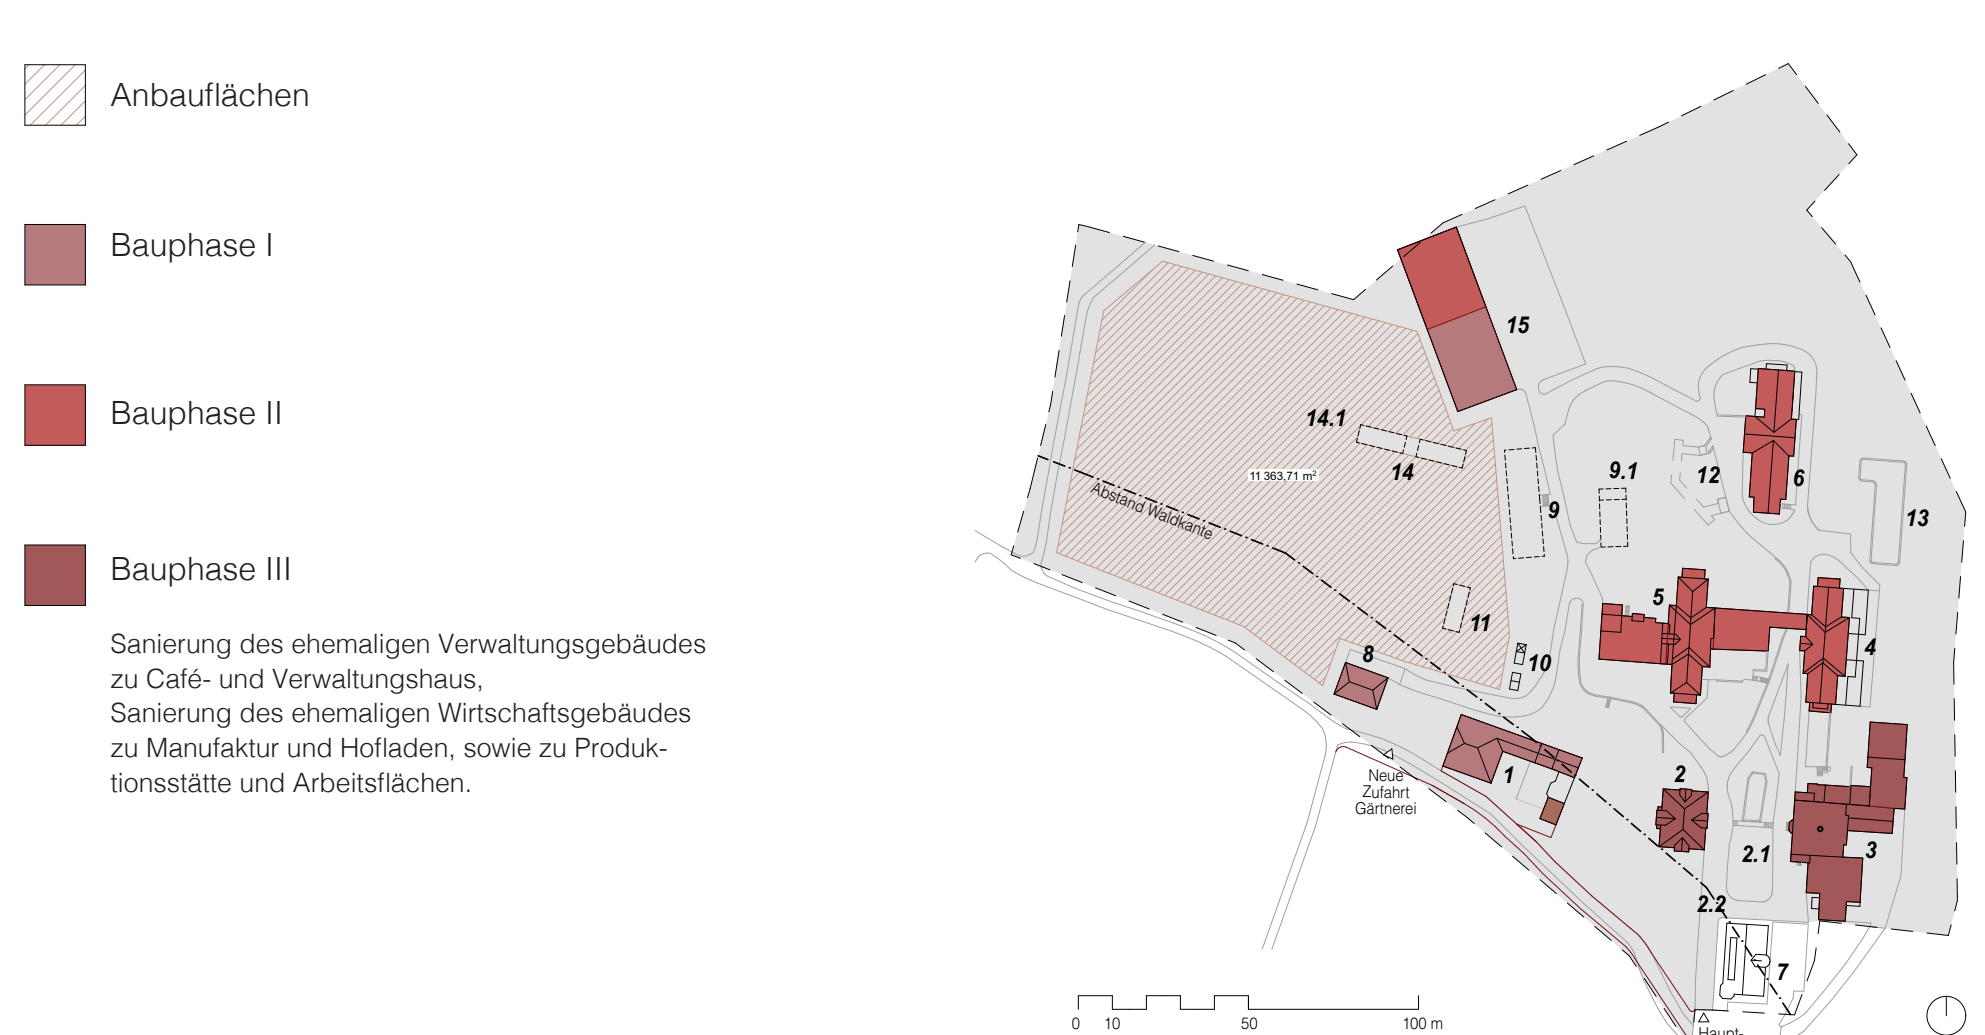 Anbauflächen
Bauphase I
Bauphase II
Bauphase III
Sanierung des ehemaligen Verwaltungsgebäudes
zu Café- und Verwaltungshaus,
Sanierung des ehemaligen Wirtschaftsgebäudes
zu Manufaktur und Hofladen, sowie zu Produk-
tionsstätte und Arbeitsflächen.
15
14.1
14
11 363,71 m²
Abstand Waldkante
9
9.1
12
6
13
5
11
10
8
4
1
2
Neue
Zufahrt
Gärtnerei
2.1
3
2.2
7
0 10 50 100 m
Haupt-